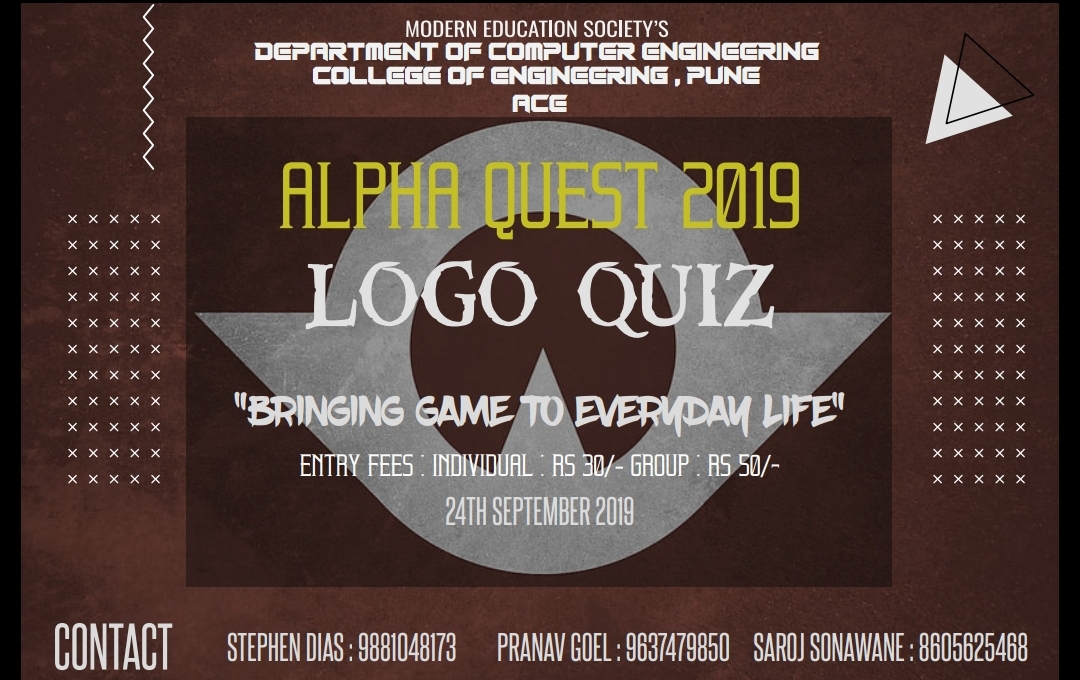 MODERN EDUCATION SOCIETY'S
DEPARTMENT OF COMPUTER ENGINEERING
COLLEGE OF ENGINEERING , PUNE
ACE
ALPHA QUEST 2019
LOGO QUIZ
"BRINGING GAME TO EVERYDAY LIFE"
ENTRY FEES : INDIVIDUAL : RS 30/- GROUP : RS 50/-
24TH SEPTEMBER 2019
CONTACT STEPHEN DIAS : 9881048173 PRANAV GOEL : 9637479850 SAROJ SONAWANE : 8605625468